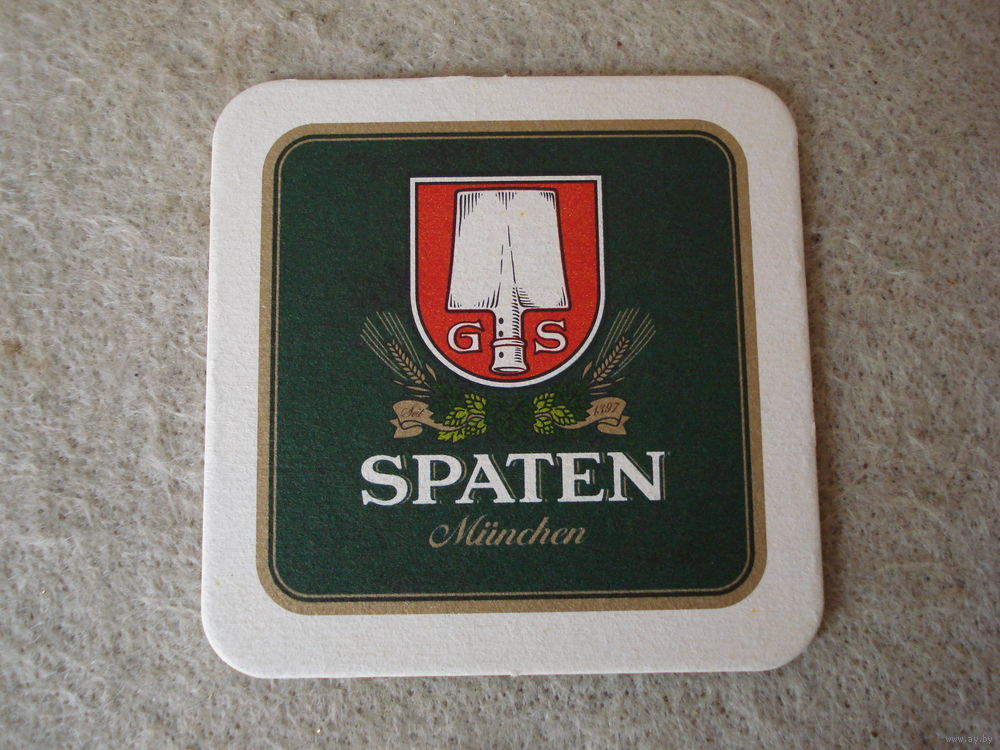 G S
Seit 1397
SPATEN
München
www.ay.by